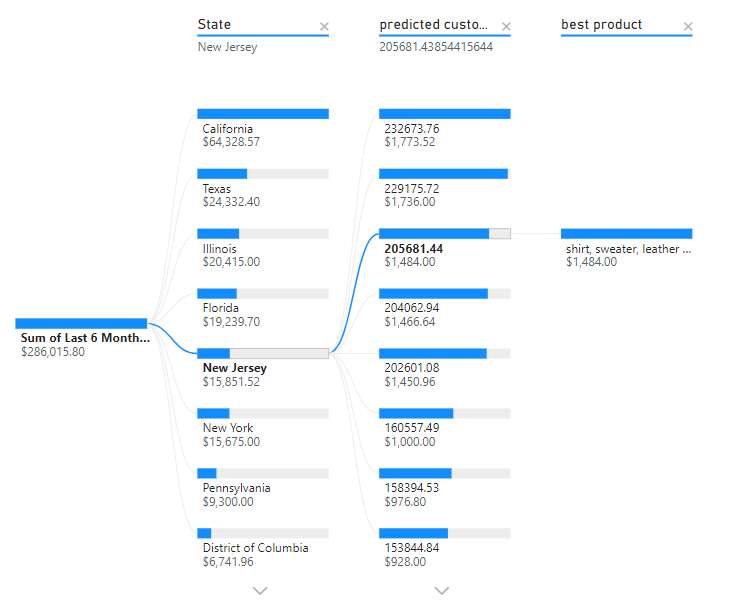 State
New Jersey
predicted custo...
205681.43854415644
best product
Sum of Last 6 Month...
$286,015.80
California
$64,328.57
Texas
$24,332.40
Illinois
$20,415.00
Florida
$19,239.70
New Jersey
$15,851.52
New York
$15,675.00
Pennsylvania
$9,300.00
District of Columbia
$6,741.96
232673.76
$1,773.52
229175.72
$1,736.00
205681.44
$1,484.00
204062.94
$1,466.64
202601.08
$1,450.96
160557.49
$1,000.00
158394.53
$976.80
153844.84
$928.00
shirt, sweater, leather ...
$1,484.00